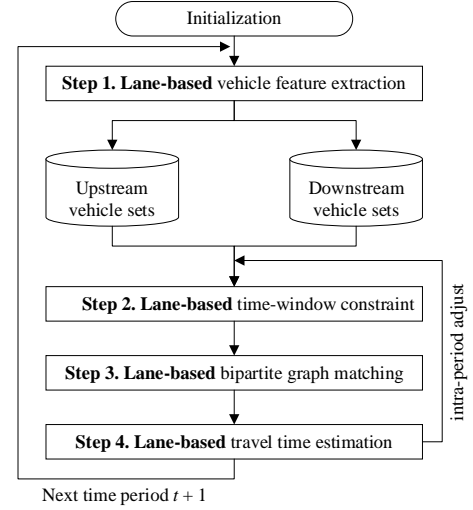 Initialization
Step 1. Lane-based vehicle feature extraction
Upstream
vehicle sets
Downstream
vehicle sets
Step 2. Lane-based time-window constraint
Step 3. Lane-based bipartite graph matching
Step 4. Lane-based travel time estimation
intra-period adjust
Next time period t + 1